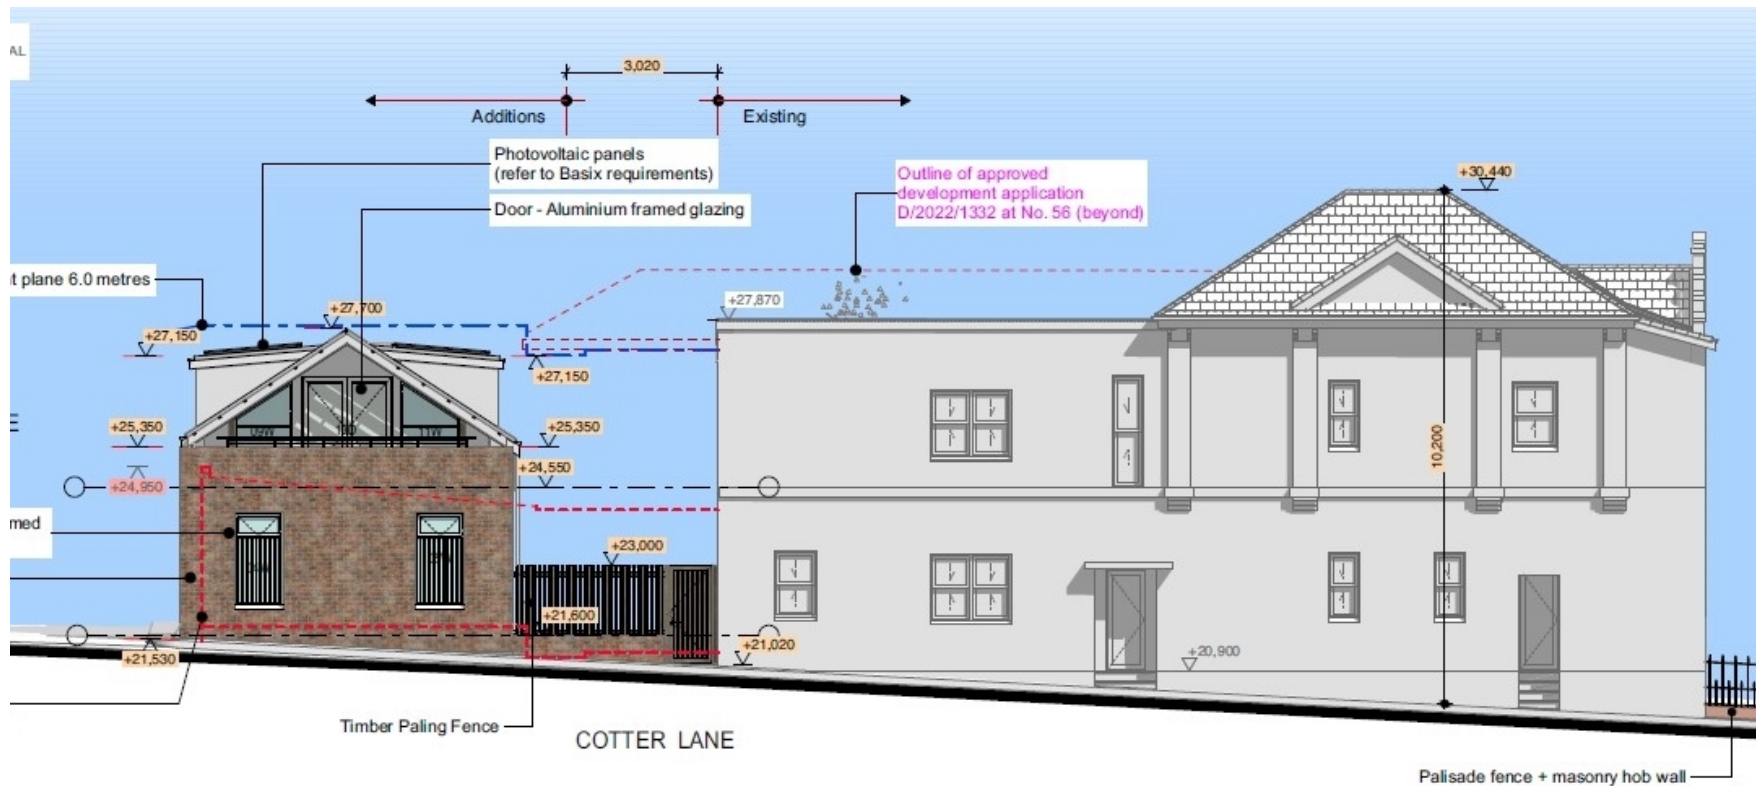 AL
3,020
Additions
Existing
Photovoltaic panels
(refer to Basix requirements)
Door - Aluminium framed glazing
Outline of approved
development application
D/2022/1332 at No. 56 (beyond)
+30,440
t plane 6.0 metres
+27,700
+27,870
+27,150
+27,150
+25,350
+25,350
W09
W11
+24,550
+24,950
10,200
med
+23,000
+21,600
+21,530
+21,020
+20,900
Timber Paling Fence
COTTER LANE
Palisade fence + masonry hob wall